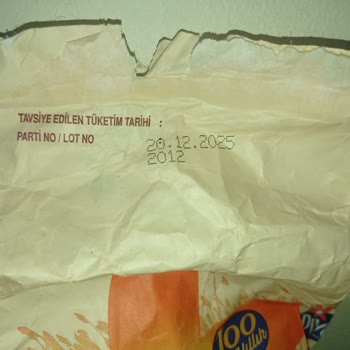 TAVSİYE EDİLEN TÜKETİM TARİHİ :
PARTİ NO / LOT NO
20.12.2025
2012
100